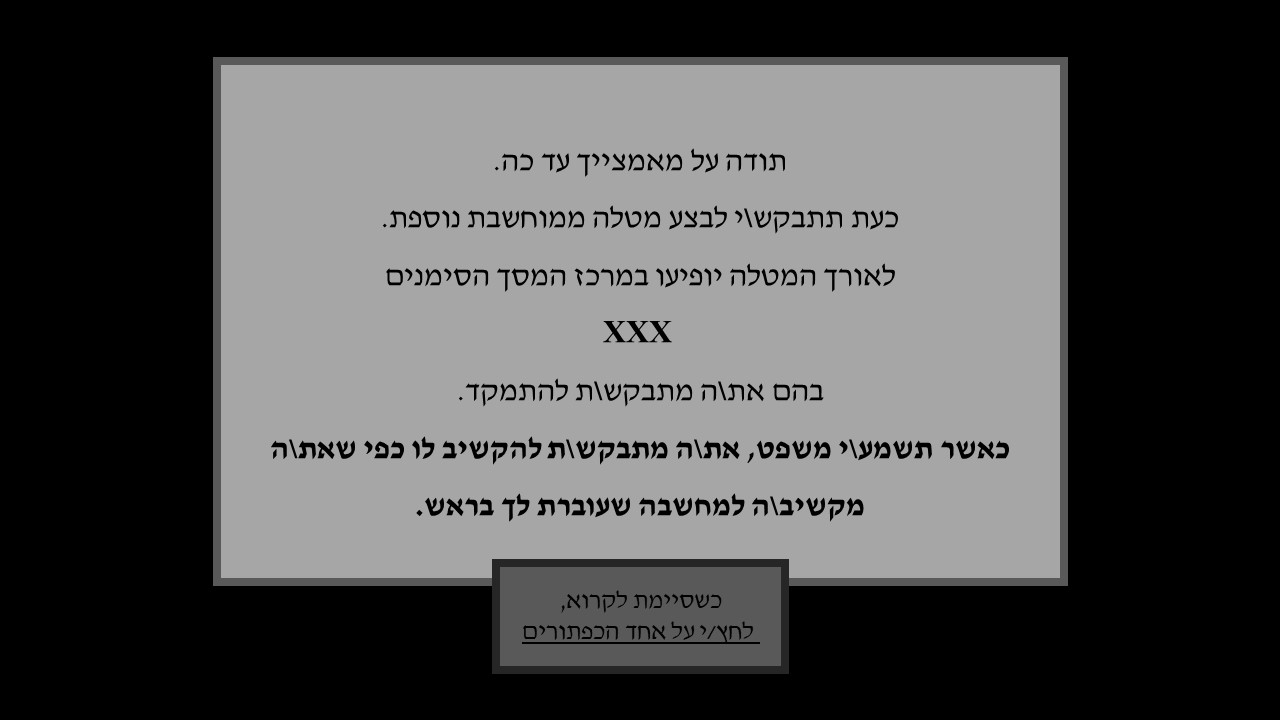 תודה על מאמצייך עד כה.
כעת תתבקש\י לבצע מטלה ממוחשבת נוספת.
לאורך המטלה יופיעו במרכז המסך הסימנים
XXX
בהם את\ה מתבקש\ת להתמקד.
כאשר תשמע\י משפט, את\ה מתבקש\ת להקשיב לו כפי שאת\ה
מקשיב\ה למחשבה שעוברת לך בראש.
כשסיימת לקרוא,
לחץ/י על אחד הכפתורים